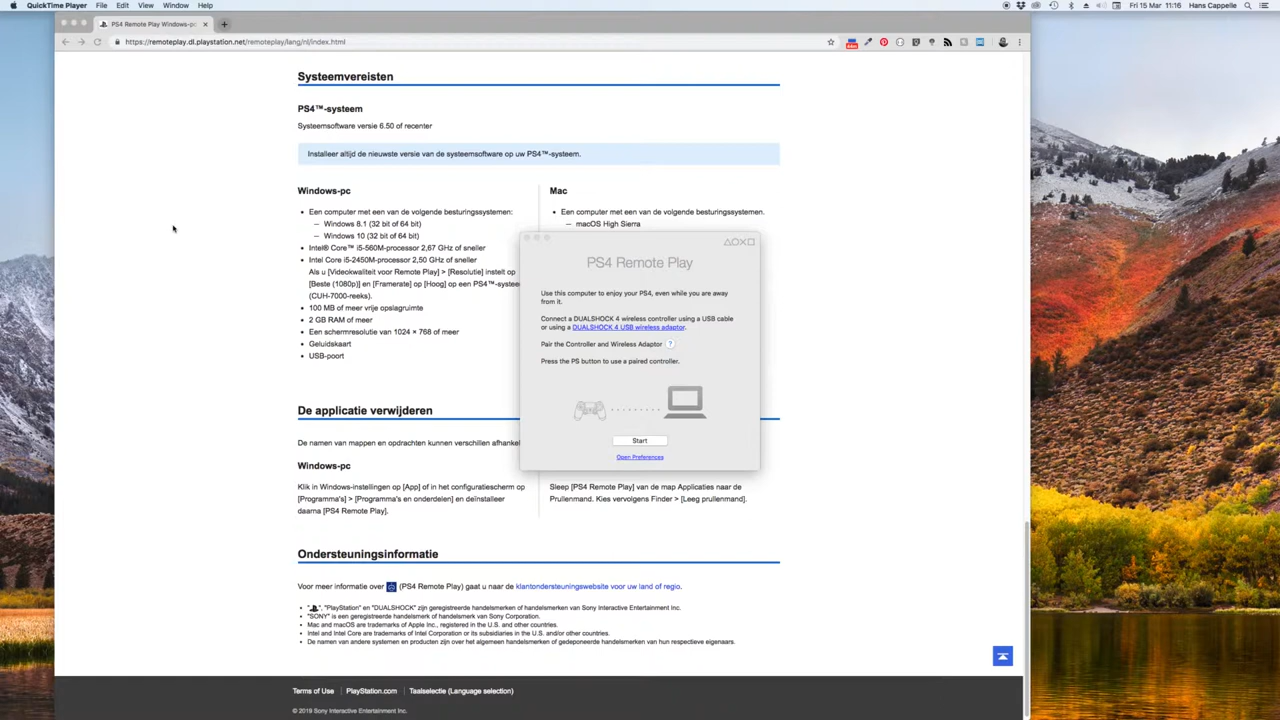 QuickTime Player File Edit View Window Help
Fri 15 Mar 11:16 Hans Cappelle
PS4 Remote Play Windows-pc
https://remoteplay.dl.playstation.net/remoteplay/lang/nl/index.html
Systeemvereisten
PS4™-systeem
Systeemsoftware versie 6.50 of recenter
Installeer altijd de nieuwste versie van de systeemsoftware op uw PS4™-systeem.
Windows-pc
Een computer met een van de volgende besturingssystemen:
Windows 8.1 (32 bit of 64 bit)
Windows 10 (32 bit of 64 bit)
Intel® Core™ i5-560M-processor 2,67 GHz of sneller
Intel Core i5-2450M-processor 2,50 GHz of sneller
Als u [Videokwaliteit voor Remote Play] > [Resolutie] instelt op
[Beste (1080p)] en [Framerate] op [Hoog] op een PS4™-systee
(CUH-7000-reeks).
100 MB of meer vrije opslagruimte
2 GB RAM of meer
Een schermresolutie van 1024 × 768 of meer
Geluidskaart
USB-poort
Mac
Een computer met een van de volgende besturingssystemen.
macOS High Sierra
PS4 Remote Play
Use this computer to enjoy your PS4, even while you are away
from it.
Connect a DUALSHOCK 4 wireless controller using a USB cable
or using a DUALSHOCK 4 USB wireless adaptor.
Pair the Controller and Wireless Adaptor ?
Press the PS button to use a paired controller.
Start
Open Preferences
De applicatie verwijderen
De namen van mappen en opdrachten kunnen verschillen afhankel
Windows-pc
Klik in Windows-instellingen op [App] of in het configuratiescherm op
[Programma's] > [Programma's en onderdelen] en deïnstalleer
daarna [PS4 Remote Play].
Sleep [PS4 Remote Play] van de map Applicaties naar de
Prullenmand. Kies vervolgens Finder > [Leeg prullenmand].
Ondersteuningsinformatie
Voor meer informatie over (PS4 Remote Play) gaat u naar de klantondersteuningswebsite voor uw land of regio.
"", "PlayStation" en "DUALSHOCK" zijn geregistreerde handelsmerken of handelsmerken van Sony Interactive Entertainment Inc.
"SONY" is een geregistreerd handelsmerk of handelsmerk van Sony Corporation.
Mac and macOS are trademarks of Apple Inc., registered in the U.S. and other countries.
Intel and Intel Core are trademarks of Intel Corporation or its subsidiaries in the U.S. and/or other countries.
De namen van andere systemen en producten zijn over het algemeen handelsmerken of gedeponeerde handelsmerken van hun respectieve eigenaars.
Terms of Use PlayStation.com Taalselectie (Language selection)
© 2019 Sony Interactive Entertainment Inc.